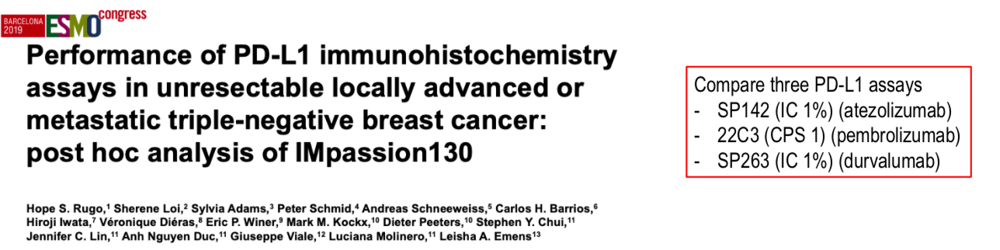 BARCELONA
2019
ESMO congress
Performance of PD-L1 immunohistochemistry
assays in unresectable locally advanced or
metastatic triple-negative breast cancer:
post hoc analysis of IMpassion130
Compare three PD-L1 assays
- SP142 (IC 1%) (atezolizumab)
- 22C3 (CPS 1) (pembrolizumab)
- SP263 (IC 1%) (durvalumab)
Hope S. Rugo,¹ Sherene Loi,² Sylvia Adams,³ Peter Schmid,⁴ Andreas Schneeweiss,⁵ Carlos H. Barrios,⁶
Hiroji Iwata,⁷ Véronique Diéras,⁸ Eric P. Winer,⁹ Mark M. Kockx,¹⁰ Dieter Peeters,¹⁰ Stephen Y. Chui,¹¹
Jennifer C. Lin,¹¹ Anh Nguyen Duc,¹¹ Giuseppe Viale,¹² Luciana Molinero,¹¹ Leisha A. Emens¹³